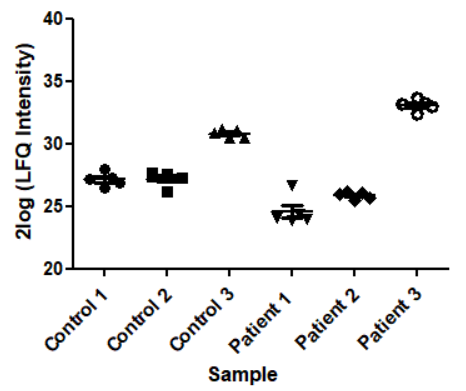 40
35
30
25
20
2log (LFQ Intensity)
Control 1
Control 2
Control 3
Patient 1
Patient 2
Patient 3
Sample